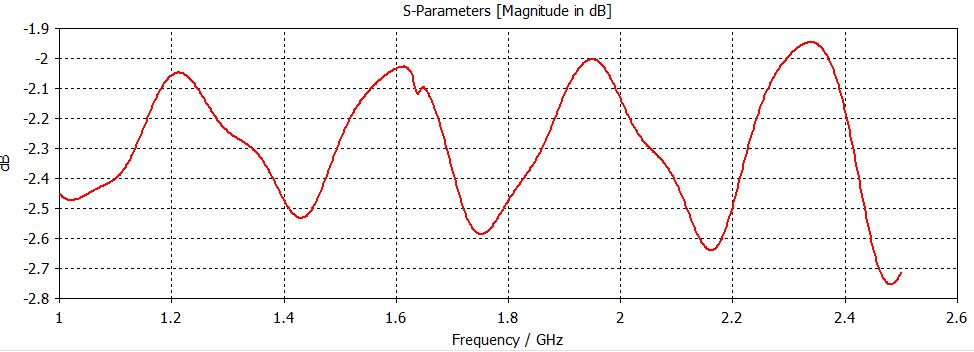 S-Parameters [Magnitude in dB]
-1.9
-2
-2.1
-2.2
-2.3
-2.4
-2.5
-2.6
-2.7
-2.8
dB
1 1.2 1.4 1.6 1.8 2 2.2 2.4 2.6
Frequency / GHz